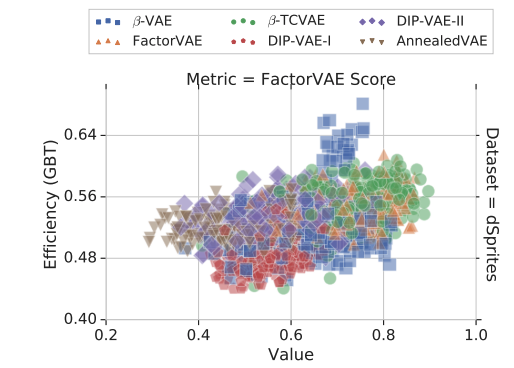 β-VAE β-TCVAE DIP-VAE-II
FactorVAE DIP-VAE-I AnnealedVAE
Metric = FactorVAE Score
Efficiency (GBT)
0.64
0.56
0.48
0.40
0.2 0.4 0.6 0.8 1.0
Value
Dataset = dSprites